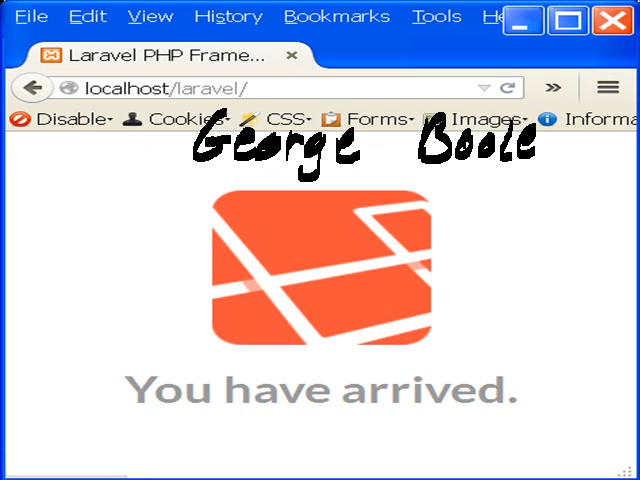 File Edit View History Bookmarks Tools
Laravel PHP Frame...
localhost/laravel/
Disable Cookies CSS Forms Images Informa
George Boole
You have arrived.